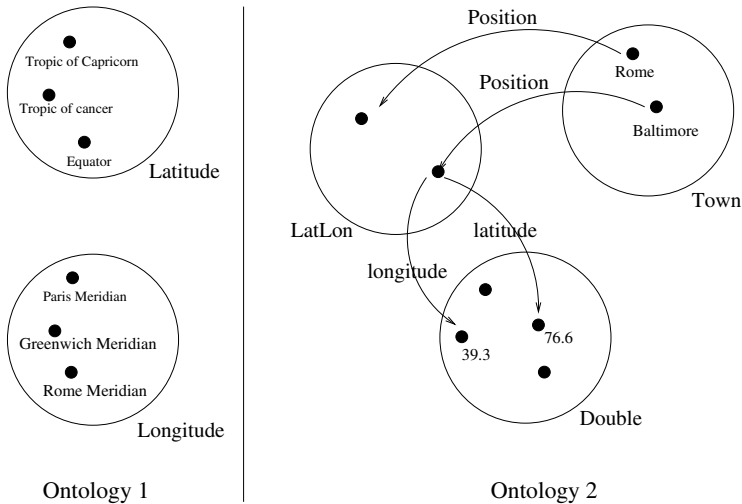 Tropic of Capricorn
Tropic of cancer
Equator
Latitude
Paris Meridian
Greenwich Meridian
Rome Meridian
Longitude
Ontology 1
Position
Rome
Position
Baltimore
Town
LatLon
latitude
longitude
39.3
76.6
Double
Ontology 2